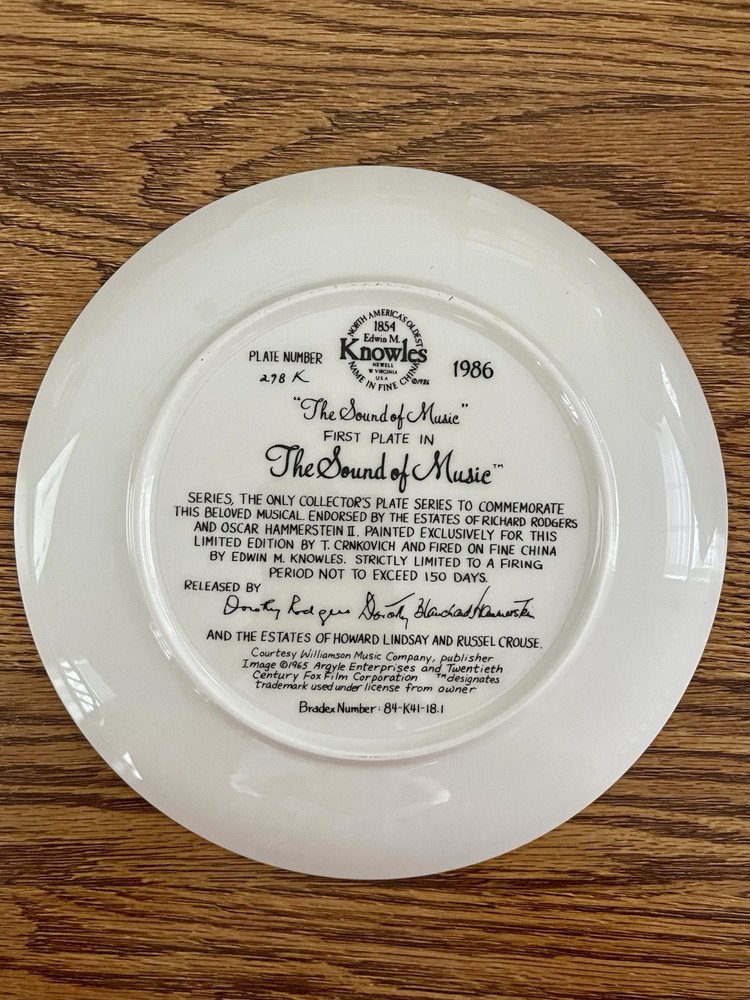 NORTH AMERICA'S OLDEST
1854
Edwin M.
Knowles
NEWELL
W VIRGINIA
U.S.A.
NAME IN FINE CHINA
©1986
PLATE NUMBER
298 K
1986
"The Sound of Music"
FIRST PLATE IN
The Sound of Music™
SERIES, THE ONLY COLLECTOR'S PLATE SERIES TO COMMEMORATE
THIS BELOVED MUSICAL. ENDORSED BY THE ESTATES OF RICHARD RODGERS
AND OSCAR HAMMERSTEIN II. PAINTED EXCLUSIVELY FOR THIS
LIMITED EDITION BY T. CRNKOVICH AND FIRED ON FINE CHINA
BY EDWIN M. KNOWLES. STRICTLY LIMITED TO A FIRING
PERIOD NOT TO EXCEED 150 DAYS.
RELEASED BY
Dorothy Rodgers Dorothy Blanchard Hammerstein
AND THE ESTATES OF HOWARD LINDSAY AND RUSSEL CROUSE.
Courtesy Williamson Music Company, publisher
Image ©1965 Argyle Enterprises and Twentieth
Century Fox Film Corporation ™designates
trademark used under license from owner
Bradex Number: 84-K41-18.1